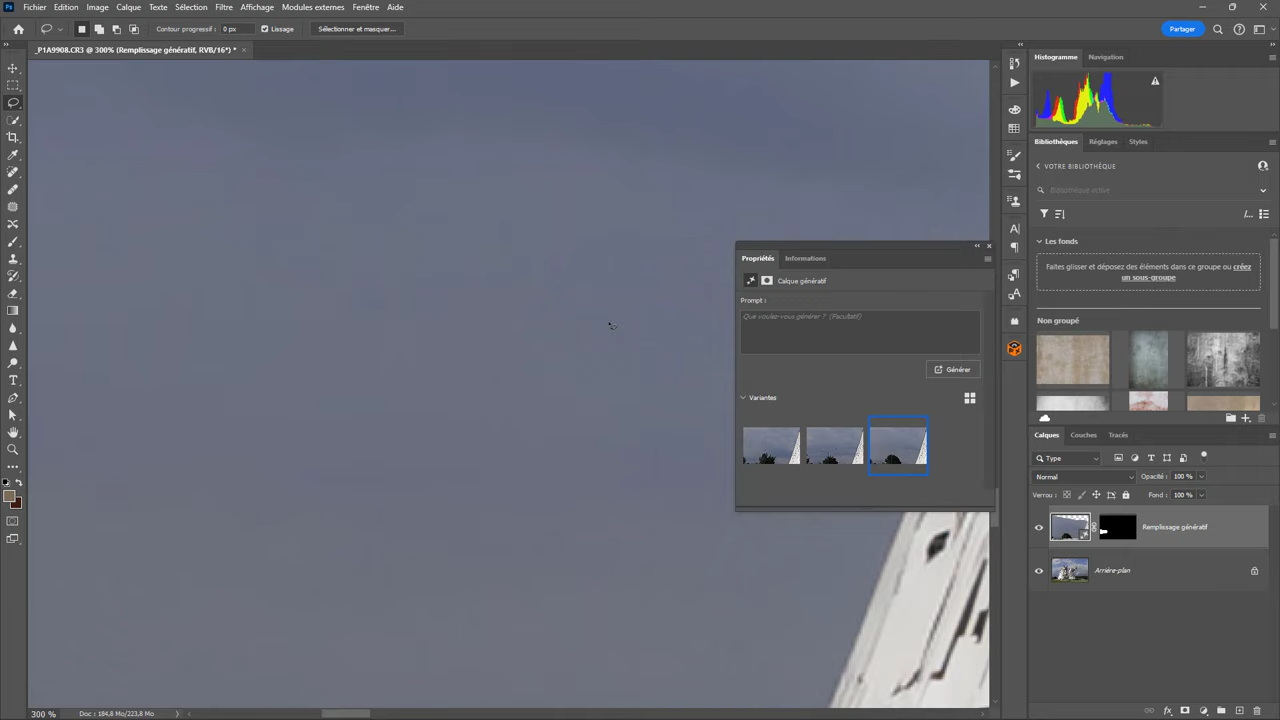 Ps Fichier Edition Image Calque Texte Sélection Filtre Affichage Modules externes Fenêtre Aide
Contour progressif : 0 px Lissage Sélectionner et masquer... Partager
_P1A9908.CR3 @ 300% (Remplissage génératif, RVB/16*) * ×
Histogramme Navigation
Bibliothèques Réglages Styles
VOTRE BIBLIOTHÈQUE
Bibliothèque active
Les fonds
Faites glisser et déposez des éléments dans ce groupe ou créez
un sous-groupe
Non groupé
Propriétés Informations
Calque génératif
Prompt :
Que voulez-vous générer ? (Facultatif)
Générer
Variantes
Calques Couches Tracés
Type
Normal Opacité : 100 %
Verrou : Fond : 100 %
Remplissage génératif
Arrière-plan
300 % Doc : 184,8 Mo/223,8 Mo